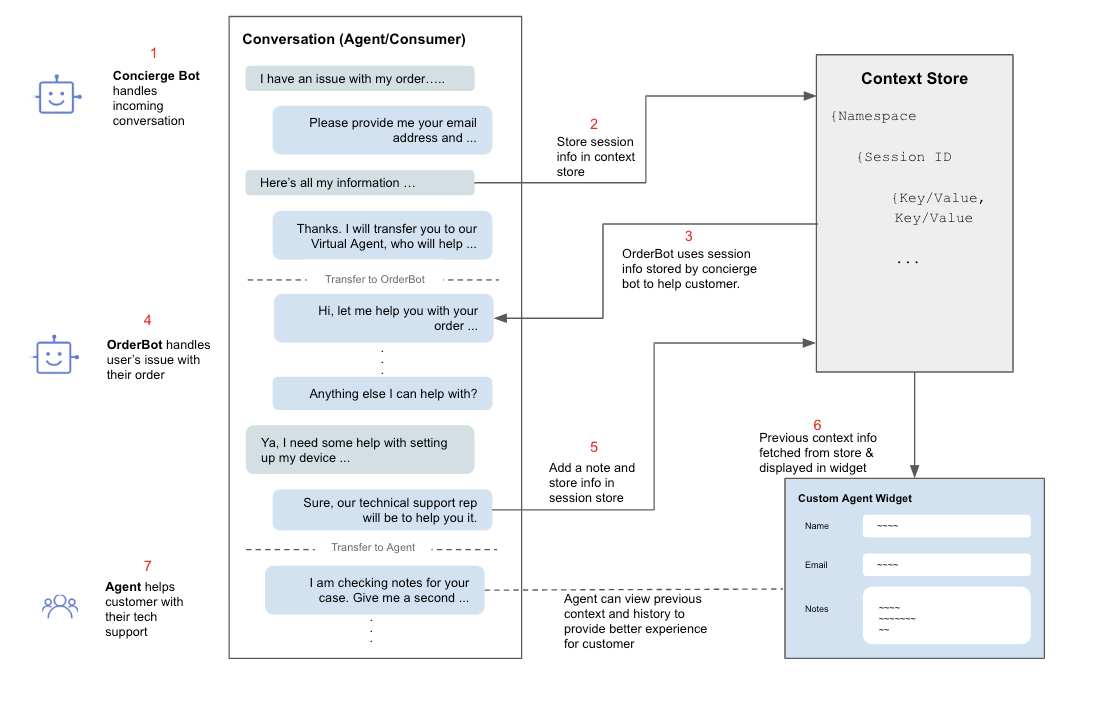 Conversation (Agent/Consumer)
1
Concierge Bot
handles
incoming
conversation
I have an issue with my order…..
Please provide me your email
address and ...
Here's all my information …
Thanks. I will transfer you to our
Virtual Agent, who will help ...
2
Store session
info in context
store
Context Store
{Namespace
{Session ID
{Key/Value,
Key/Value
...
3
OrderBot uses session
info stored by concierge
bot to help customer.
Transfer to OrderBot
4
OrderBot handles
user's issue with
their order
Hi, let me help you with your
order ...
.
.
.
Anything else I can help with?
Ya, I need some help with setting
up my device ...
Sure, our technical support rep
will be to help you it.
5
Add a note and
store info in
session store
6
Previous context info
fetched from store &
displayed in widget
Transfer to Agent
7
Agent helps
customer with
their tech
support
I am checking notes for your
case. Give me a second ...
.
.
.
Agent can view previous
context and history to
provide better experience
for customer
Custom Agent Widget
Name
~~~~
Email
~~~~
Notes
~~~~
~~~~~~~
~~